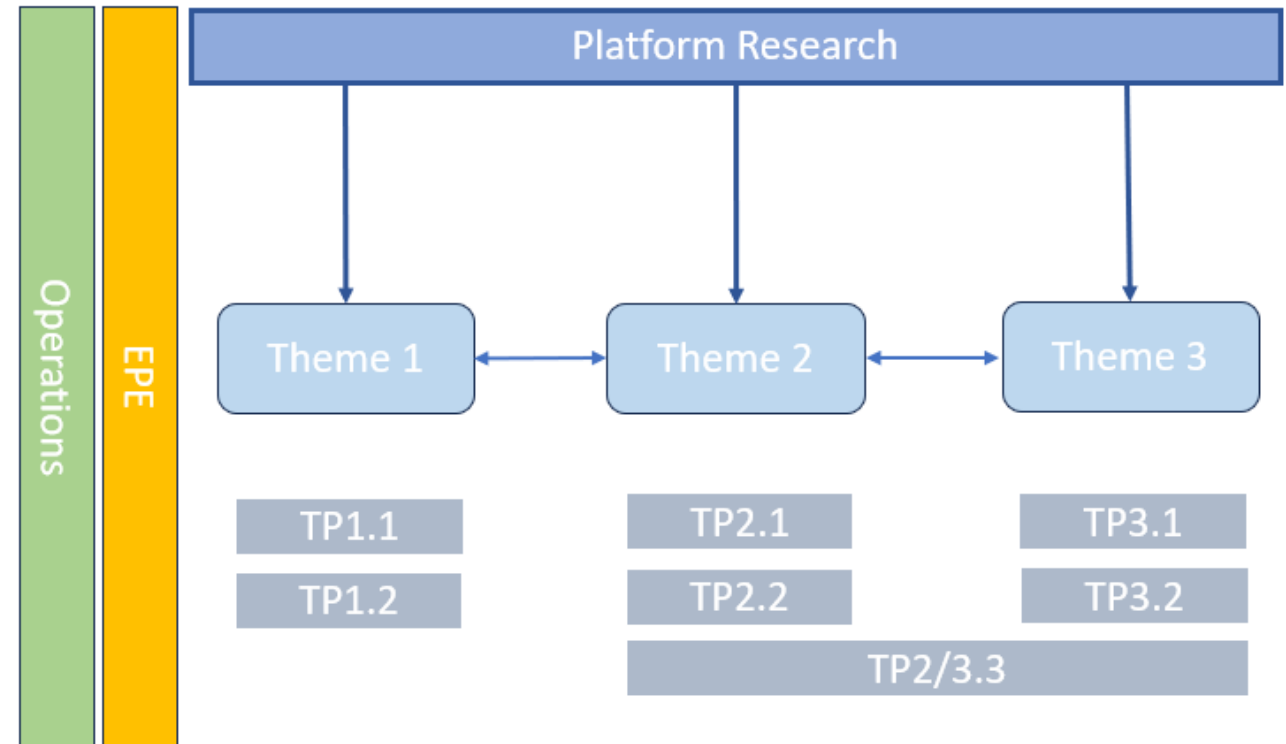 Operations
EPE
Platform Research
Theme 1
Theme 2
Theme 3
TP1.1
TP2.1
TP3.1
TP1.2
TP2.2
TP3.2
TP2/3.3